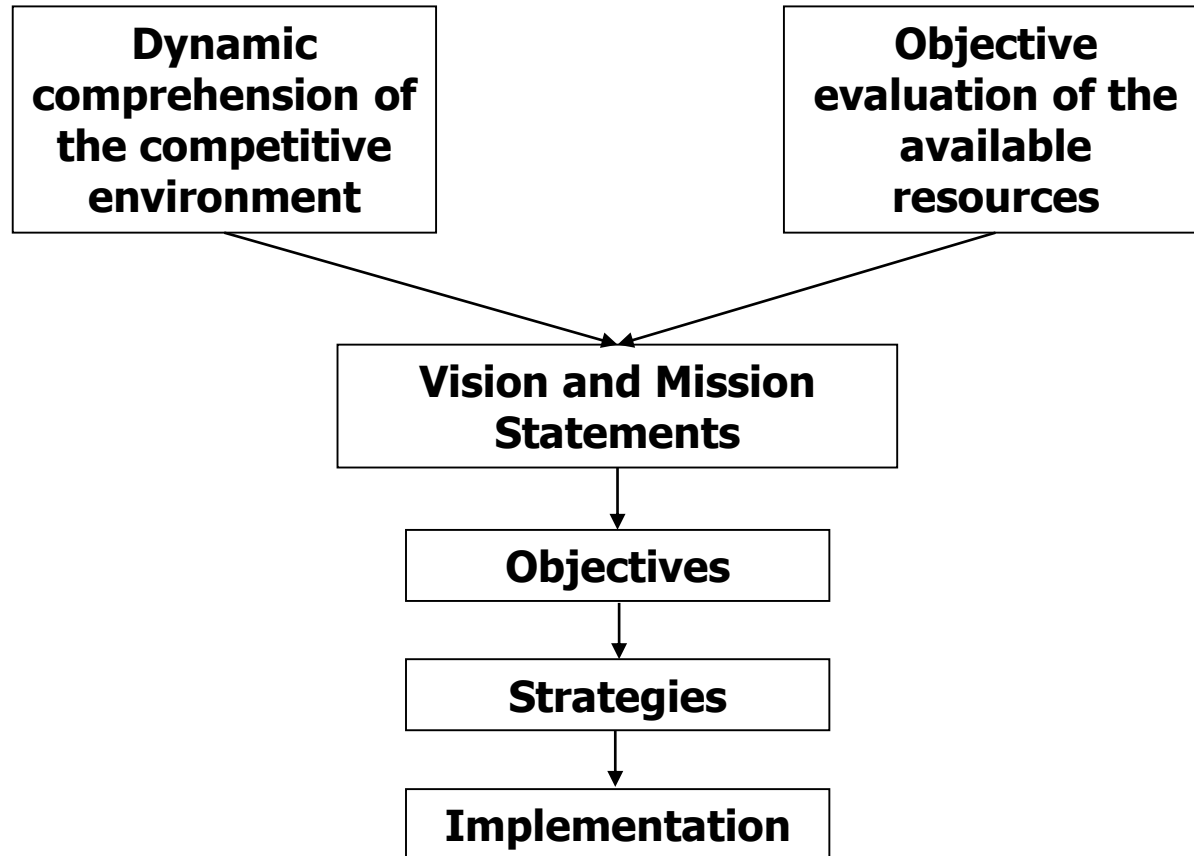 Dynamic
comprehension of
the competitive
environment
Objective
evaluation of the
available
resources
Vision and Mission
Statements
Objectives
Strategies
Implementation